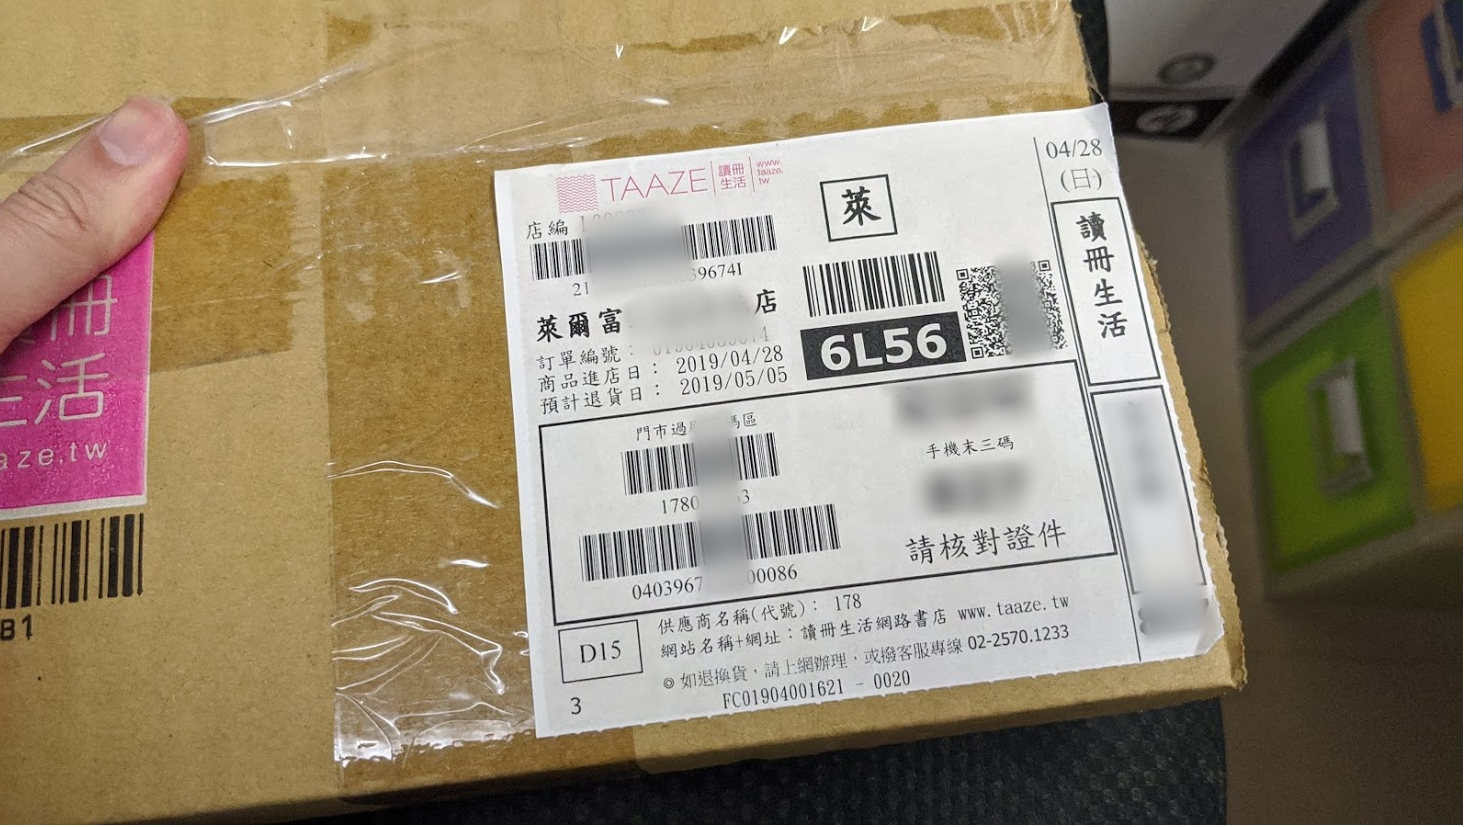 TAAZE 讀冊生活 www.taaze.tw
店編
21 396741
萊爾富 店
訂單編號：
商品進店日： 2019/04/28
預計退貨日： 2019/05/05
萊
6L56
04/28
(日)
讀冊生活
門市過 碼區
1780 3
0403967 00086
手機末三碼
請核對證件
D15
3
供應商名稱(代號)： 178
網站名稱+網址：讀冊生活網路書店 www.taaze.tw
◎如退換貨，請上網辦理，或撥客服專線 02-2570.1233
FC01904001621 - 0020
冊
生活
aze.tw
B1